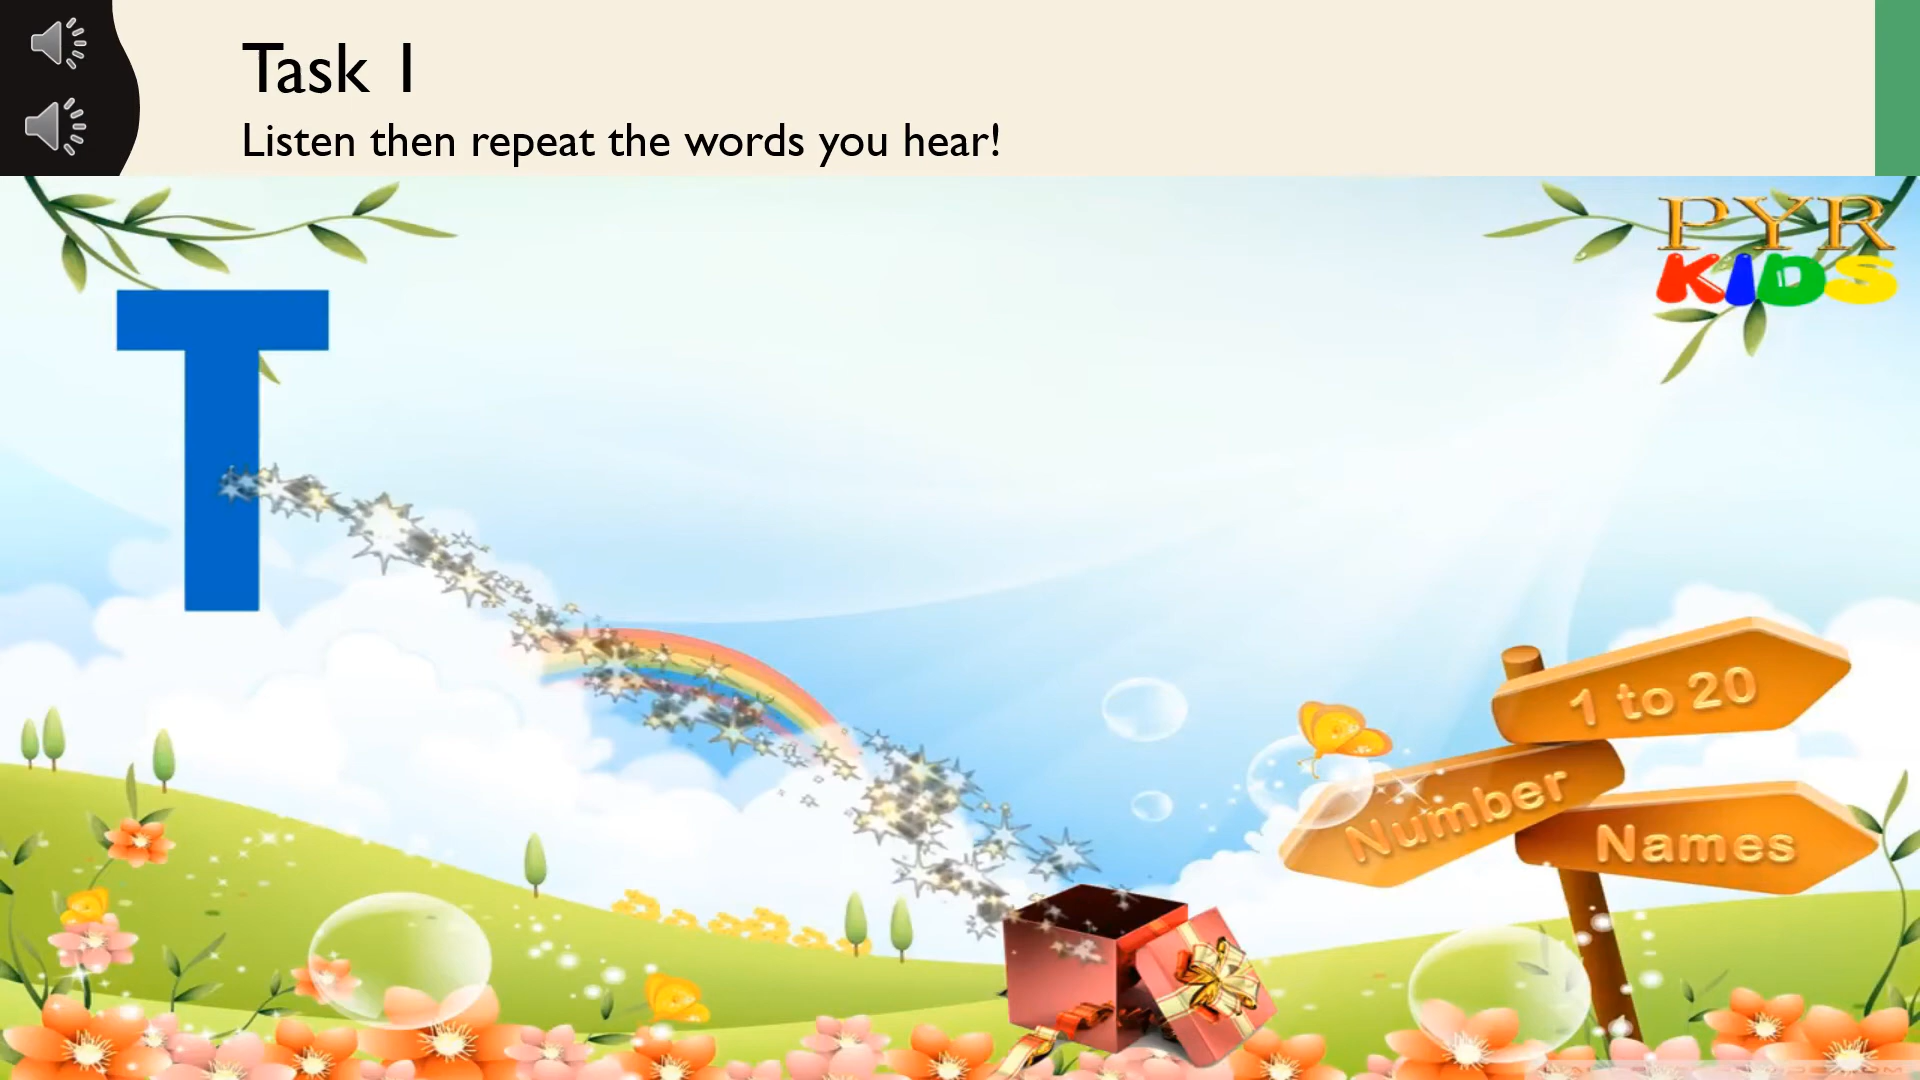 Task 1
Listen then repeat the words you hear!
PYR
KIDS
T
1 to 20
Number
Names